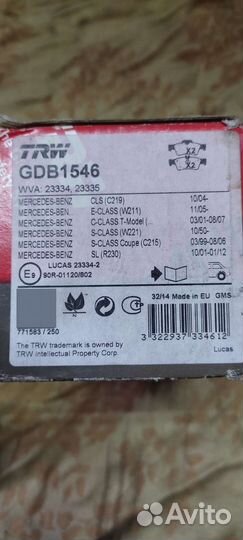 TRW
X2
X2
GDB1546
WVA: 23334, 23335
MERCEDES-BENZ CLS (C219) 10/04-
MERCEDES-BEN. E-CLASS (W211) 11/05-
MERCEDES-BENZ C-CLASS T-Model (... 03/01-08/07
MERCEDES-BENZ S-CLASS (W221) 10/50-
MERCEDES-BENZ S-CLASS Coupe (C215) 03/99-08/06
MERCEDES-BENZ SL (R230) 10/01-01/12
E9 LUCAS 23334-2
90R-01120/802
32/14 Made in EU GMS
771583 / 250
The TRW trademark is owned by
TRW Intellectual Property Corp.
3 322937 334612
Lucas
Avito